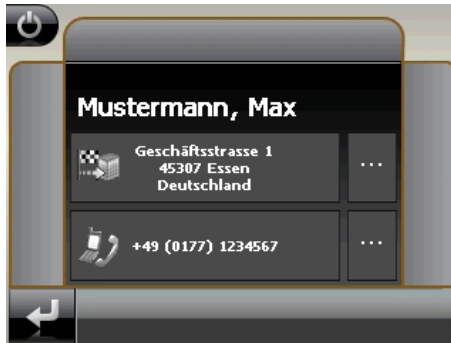 Mustermann, Max
Geschäftsstrasse 1
45307 Essen
Deutschland
...
+49 (0177) 1234567
...